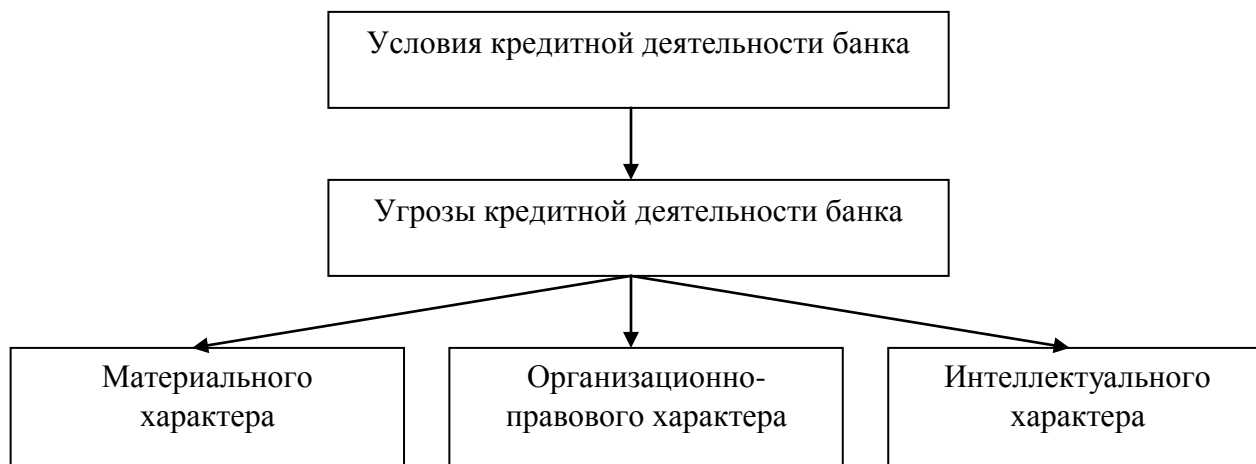 Условия кредитной деятельности банка
Угрозы кредитной деятельности банка
Материального
характера
Организационно-
правового характера
Интеллектуального
характера